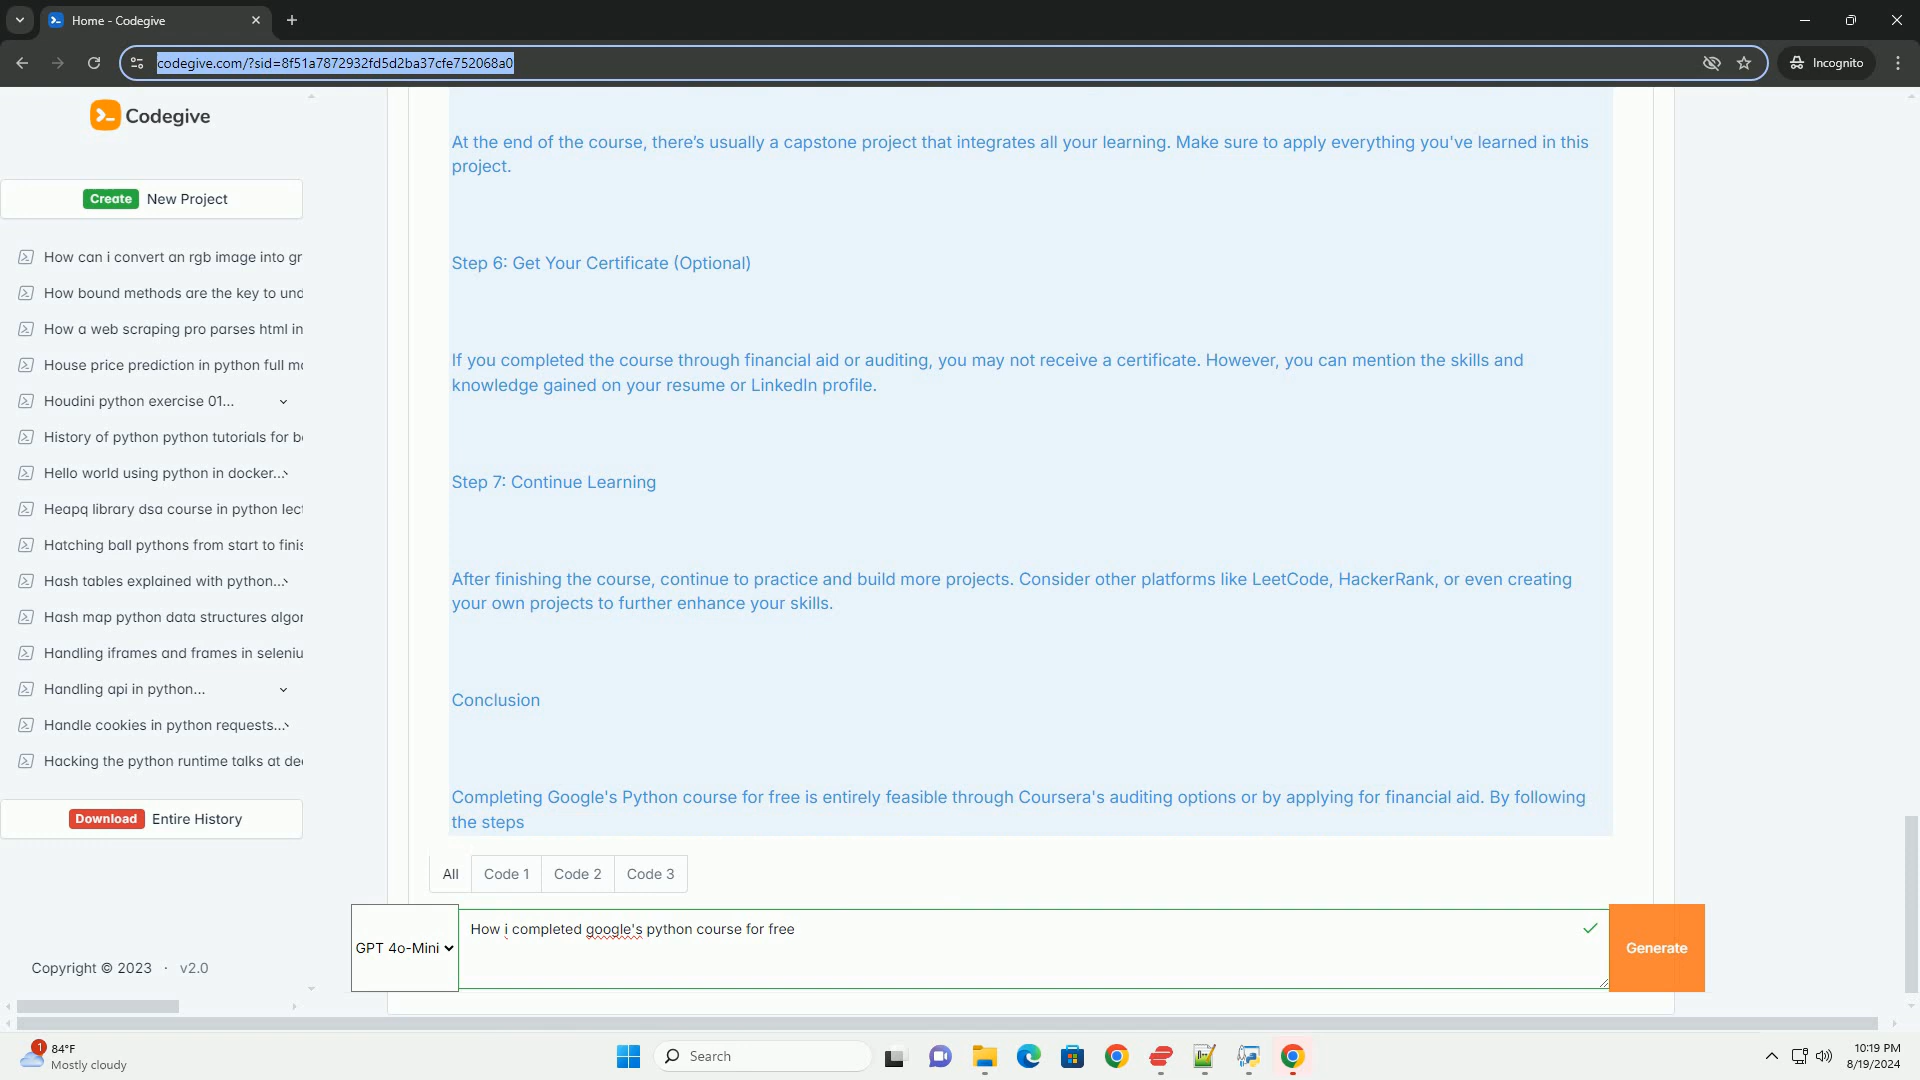 Home - Codegive
codegive.com/?sid=8f51a7872932fd5d2ba37cfe752068a0
Incognito
Codegive
Create New Project
How can i convert an rgb image into gr
How bound methods are the key to und
How a web scraping pro parses html in
House price prediction in python full mo
Houdini python exercise 01...
History of python python tutorials for be
Hello world using python in docker...
Heapq library dsa course in python lect
Hatching ball pythons from start to finis
Hash tables explained with python...
Hash map python data structures algor
Handling iframes and frames in seleniu
Handling api in python...
Handle cookies in python requests...
Hacking the python runtime talks at de
Download Entire History
Copyright © 2023 · v2.0
At the end of the course, there’s usually a capstone project that integrates all your learning. Make sure to apply everything you've learned in this
project.
Step 6: Get Your Certificate (Optional)
If you completed the course through financial aid or auditing, you may not receive a certificate. However, you can mention the skills and
knowledge gained on your resume or LinkedIn profile.
Step 7: Continue Learning
After finishing the course, continue to practice and build more projects. Consider other platforms like LeetCode, HackerRank, or even creating
your own projects to further enhance your skills.
Conclusion
Completing Google's Python course for free is entirely feasible through Coursera's auditing options or by applying for financial aid. By following
the steps
All Code 1 Code 2 Code 3
GPT 4o-Mini
How i completed google's python course for free
Generate
1
84°F
Mostly cloudy
Search
10:19 PM
8/19/2024